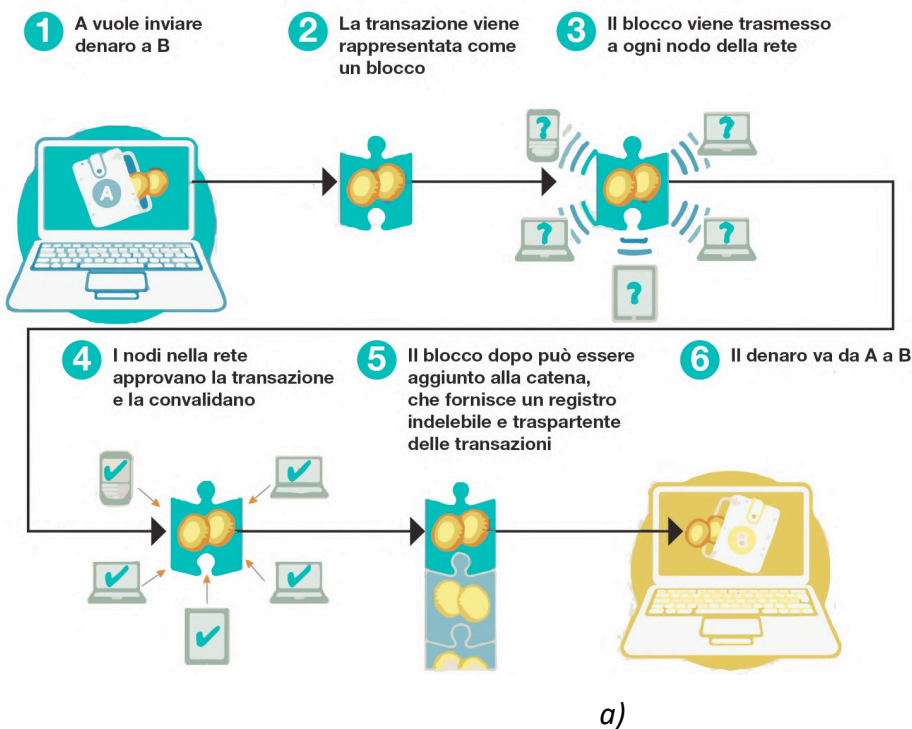 1 A vuole inviare
denaro a B
2 La transazione viene
rappresentata come
un blocco
3 Il blocco viene trasmesso
a ogni nodo della rete
A
?
?
?
?
?
4 I nodi nella rete
approvano la transazione
e la convalidano
5 Il blocco dopo può essere
aggiunto alla catena,
che fornisce un registro
indelebile e traspartente
delle transazioni
6 Il denaro va da A a B
B
a)